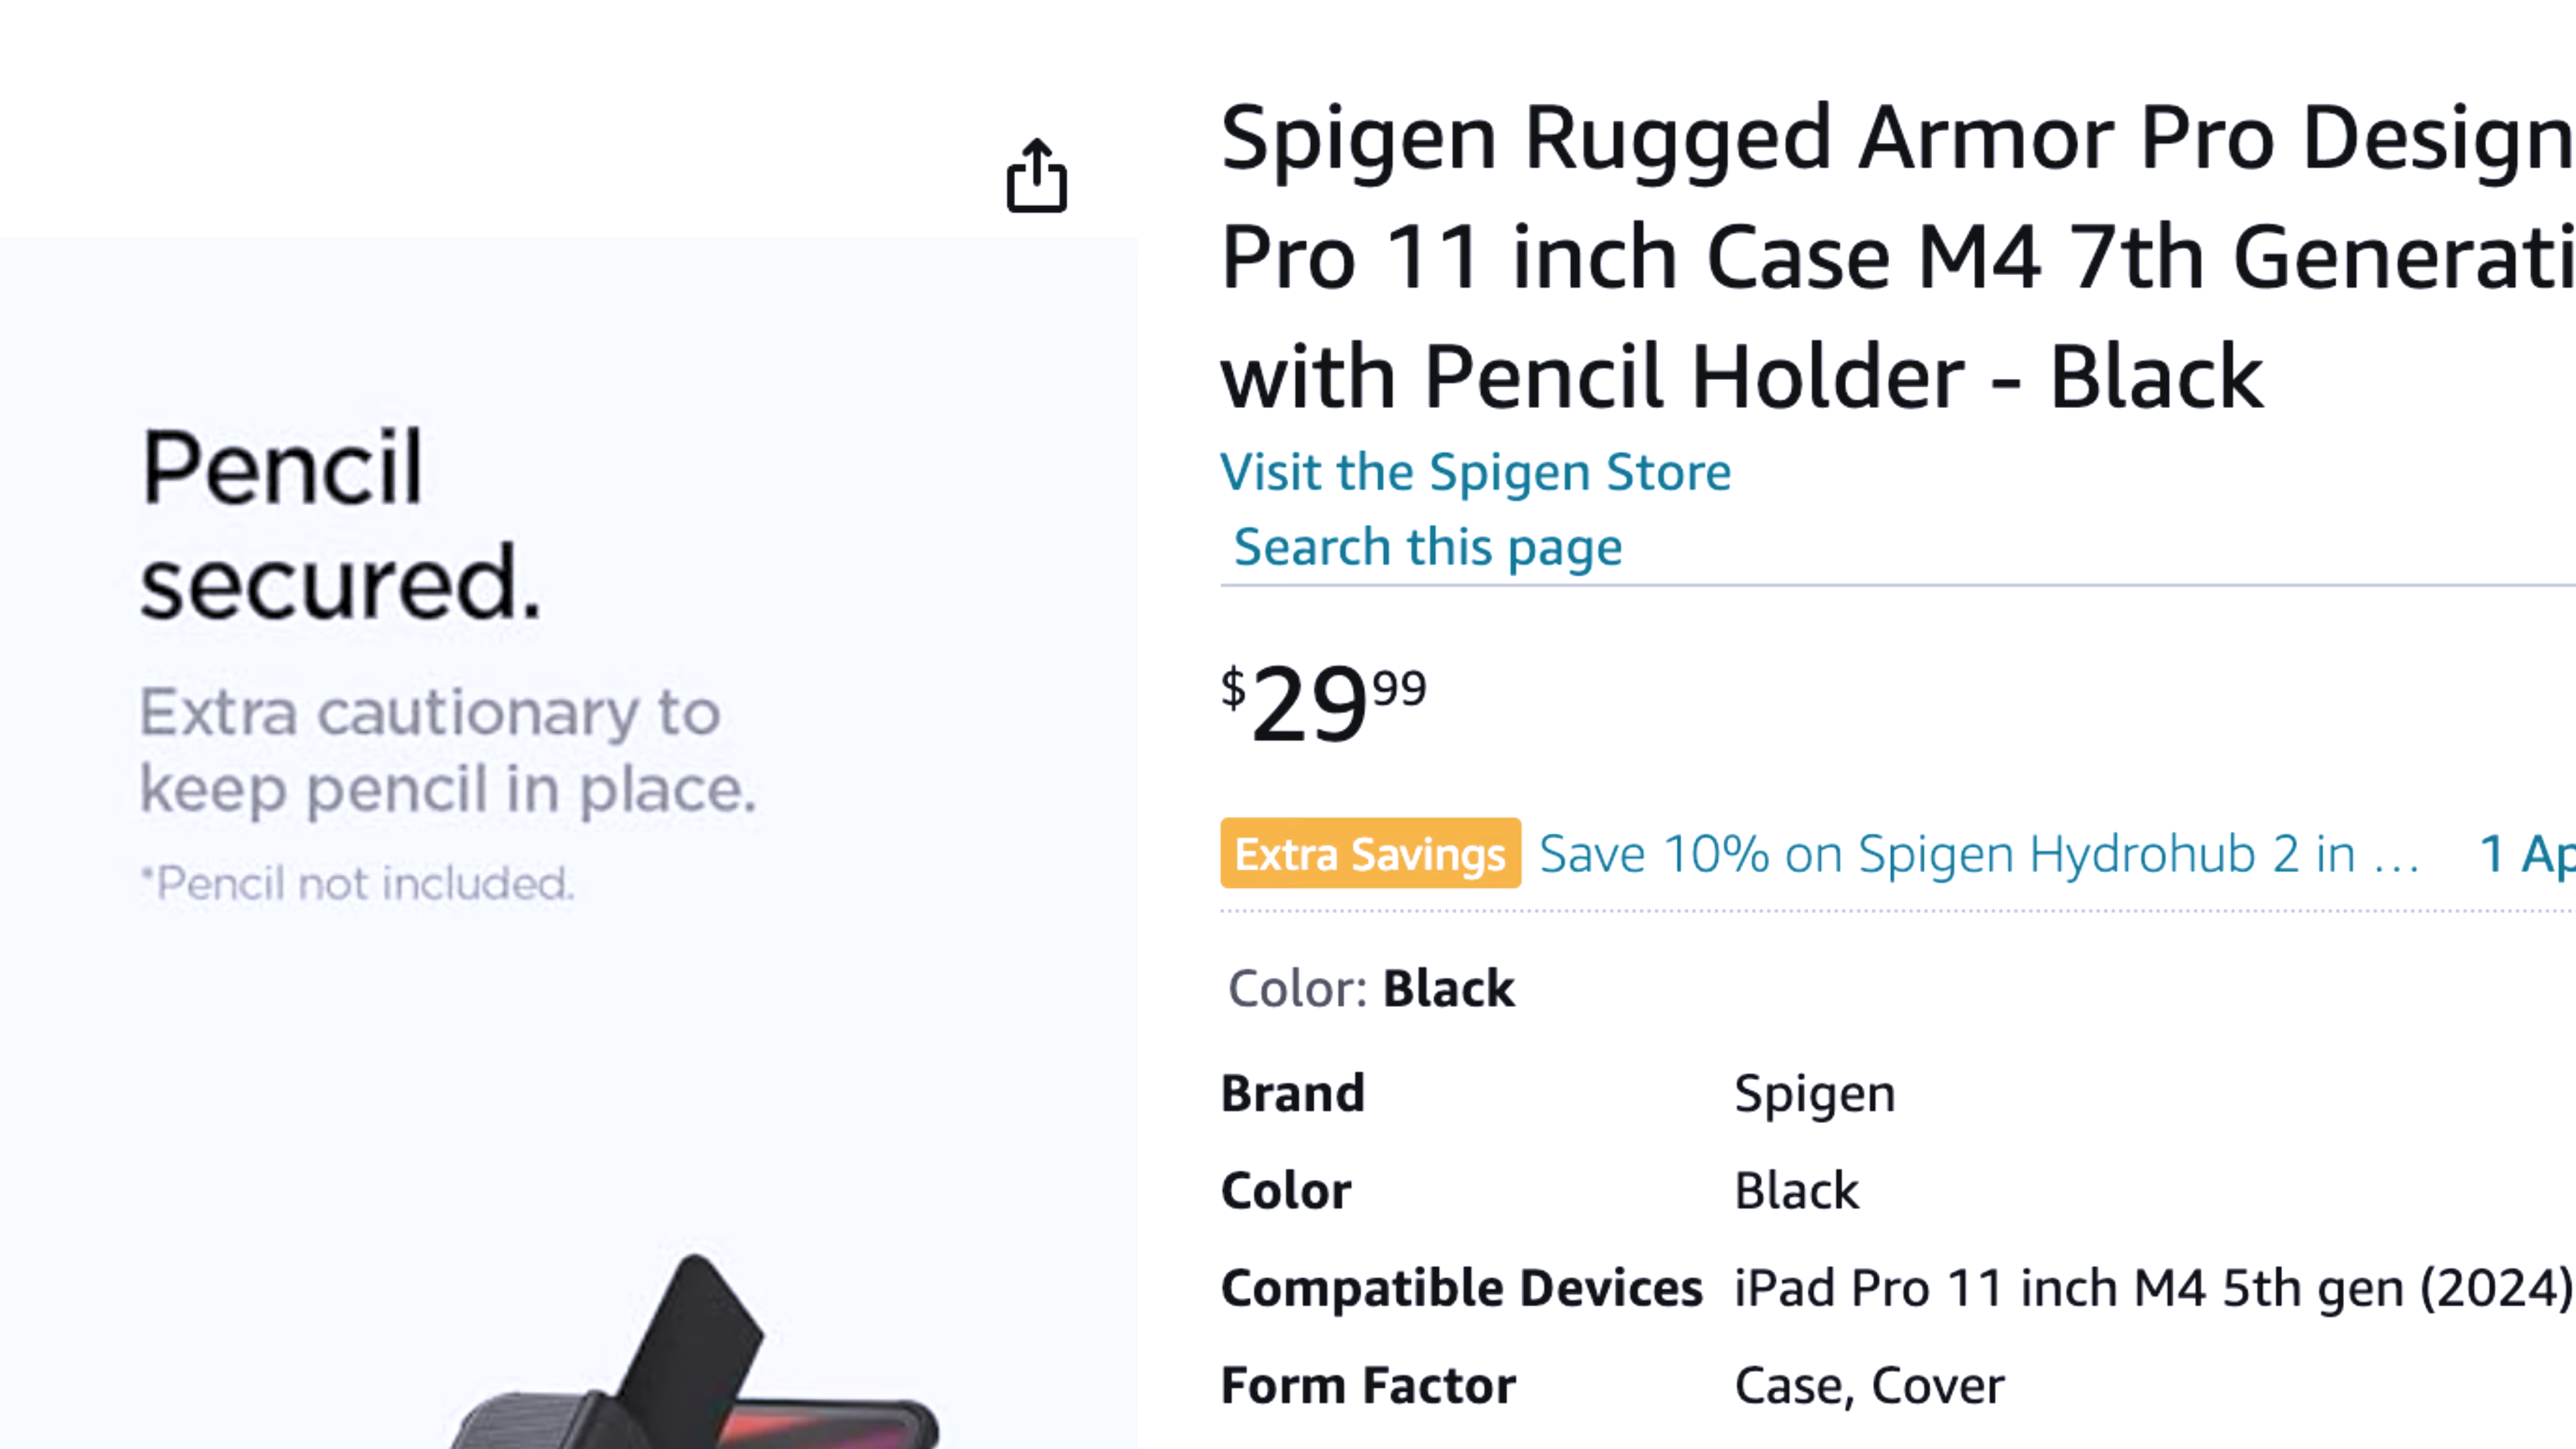 Spigen Rugged Armor Pro Design
Pro 11 inch Case M4 7th Generati
with Pencil Holder - Black
Visit the Spigen Store
Search this page
$29.99
Extra Savings Save 10% on Spigen Hydrohub 2 in ... 1 Ap
Color: Black
Brand Spigen
Color Black
Compatible Devices iPad Pro 11 inch M4 5th gen (2024)
Form Factor Case, Cover
Pencil
secured.
Extra cautionary to
keep pencil in place.
*Pencil not included.